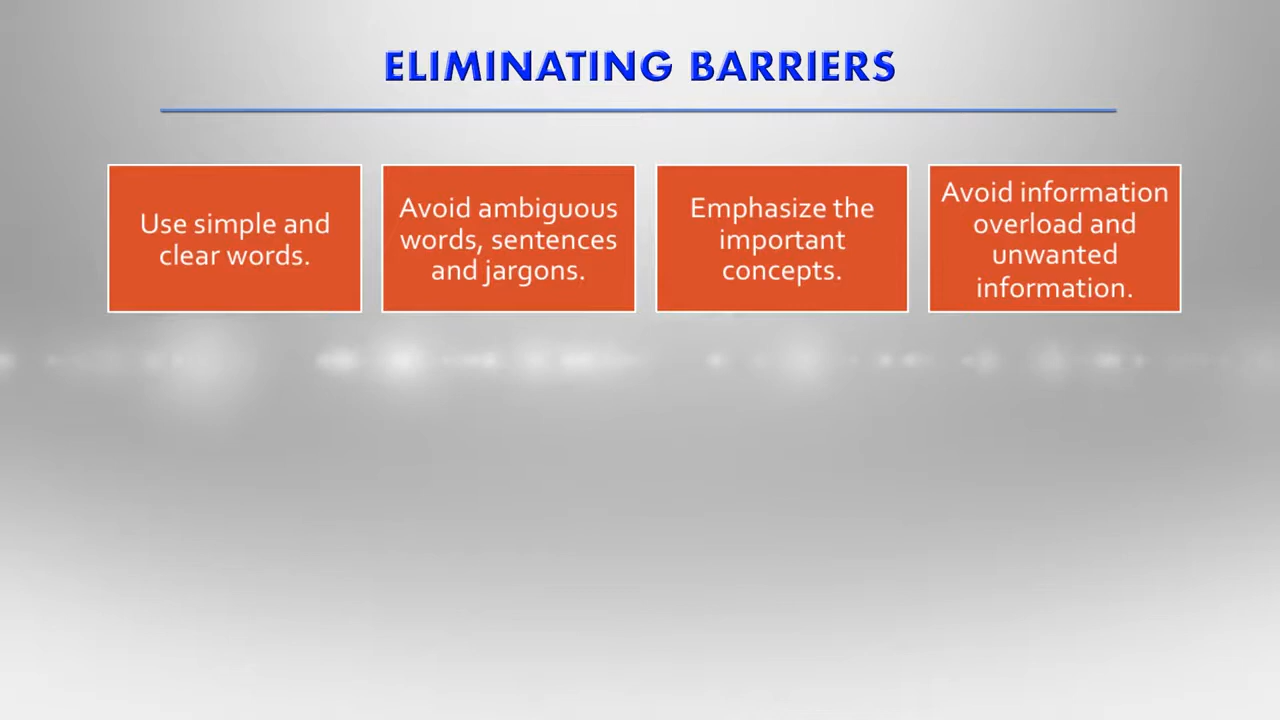 ELIMINATING BARRIERS
Use simple and
clear words.
Avoid ambiguous
words, sentences
and jargons.
Emphasize the
important
concepts.
Avoid information
overload and
unwanted
information.